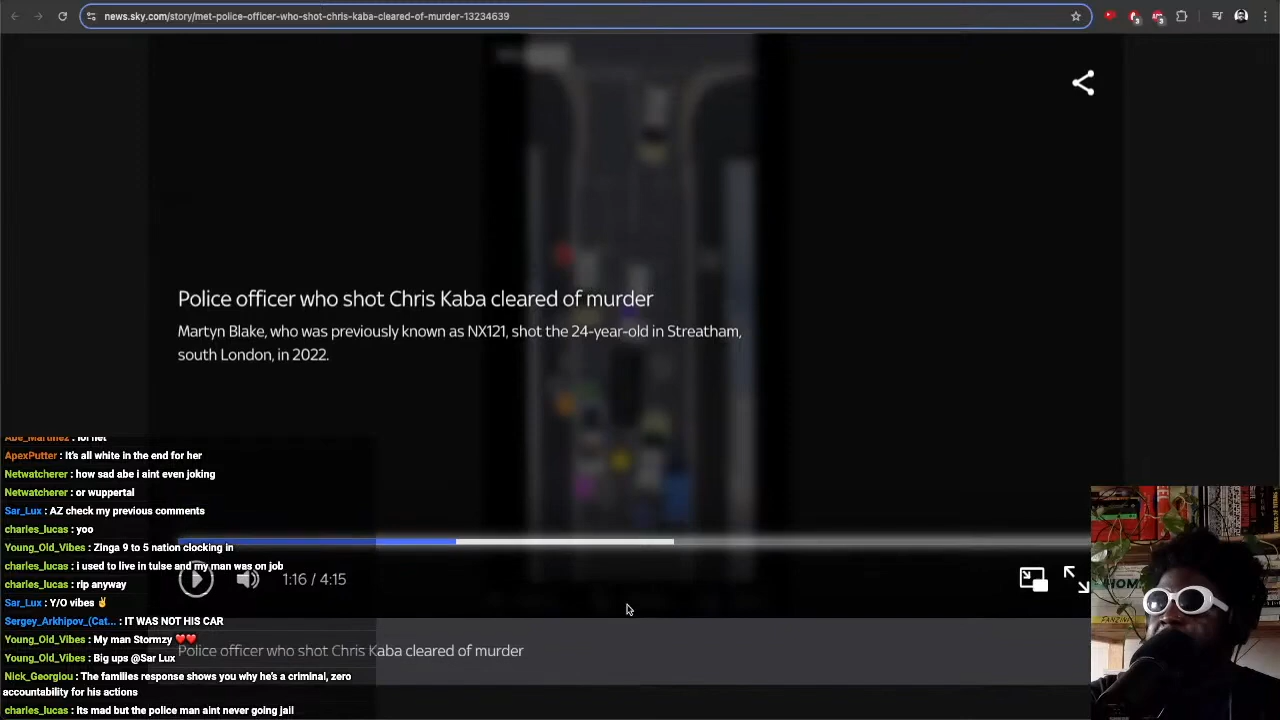 news.sky.com/story/met-police-officer-who-shot-chris-kaba-cleared-of-murder-13234639
Police officer who shot Chris Kaba cleared of murder
Martyn Blake, who was previously known as NX121, shot the 24-year-old in Streatham,
south London, in 2022.
Abe_Martinez : lol net
ApexPutter : It's all white in the end for her
Netwatcherer : how sad abe i aint even joking
Netwatcherer : or wuppertal
Sar_Lux : AZ check my previous comments
charles_lucas : yoo
Young_Old_Vibes : Zinga 9 to 5 nation clocking in
charles_lucas : i used to live in tulse and my man was on job
charles_lucas : rip anyway
Sar_Lux : Y/O vibes ✌
Sergey_Arkhipov_(Cat... : IT WAS NOT HIS CAR
Young_Old_Vibes : My man Stormzy ❤❤
Young_Old_Vibes : Big ups @Sar Lux
Nick_Georgiou : The families response shows you why he's a criminal, zero
accountability for his actions
charles_lucas : its mad but the police man aint never going jail
1:16 / 4:15
Police officer who shot Chris Kaba cleared of murder